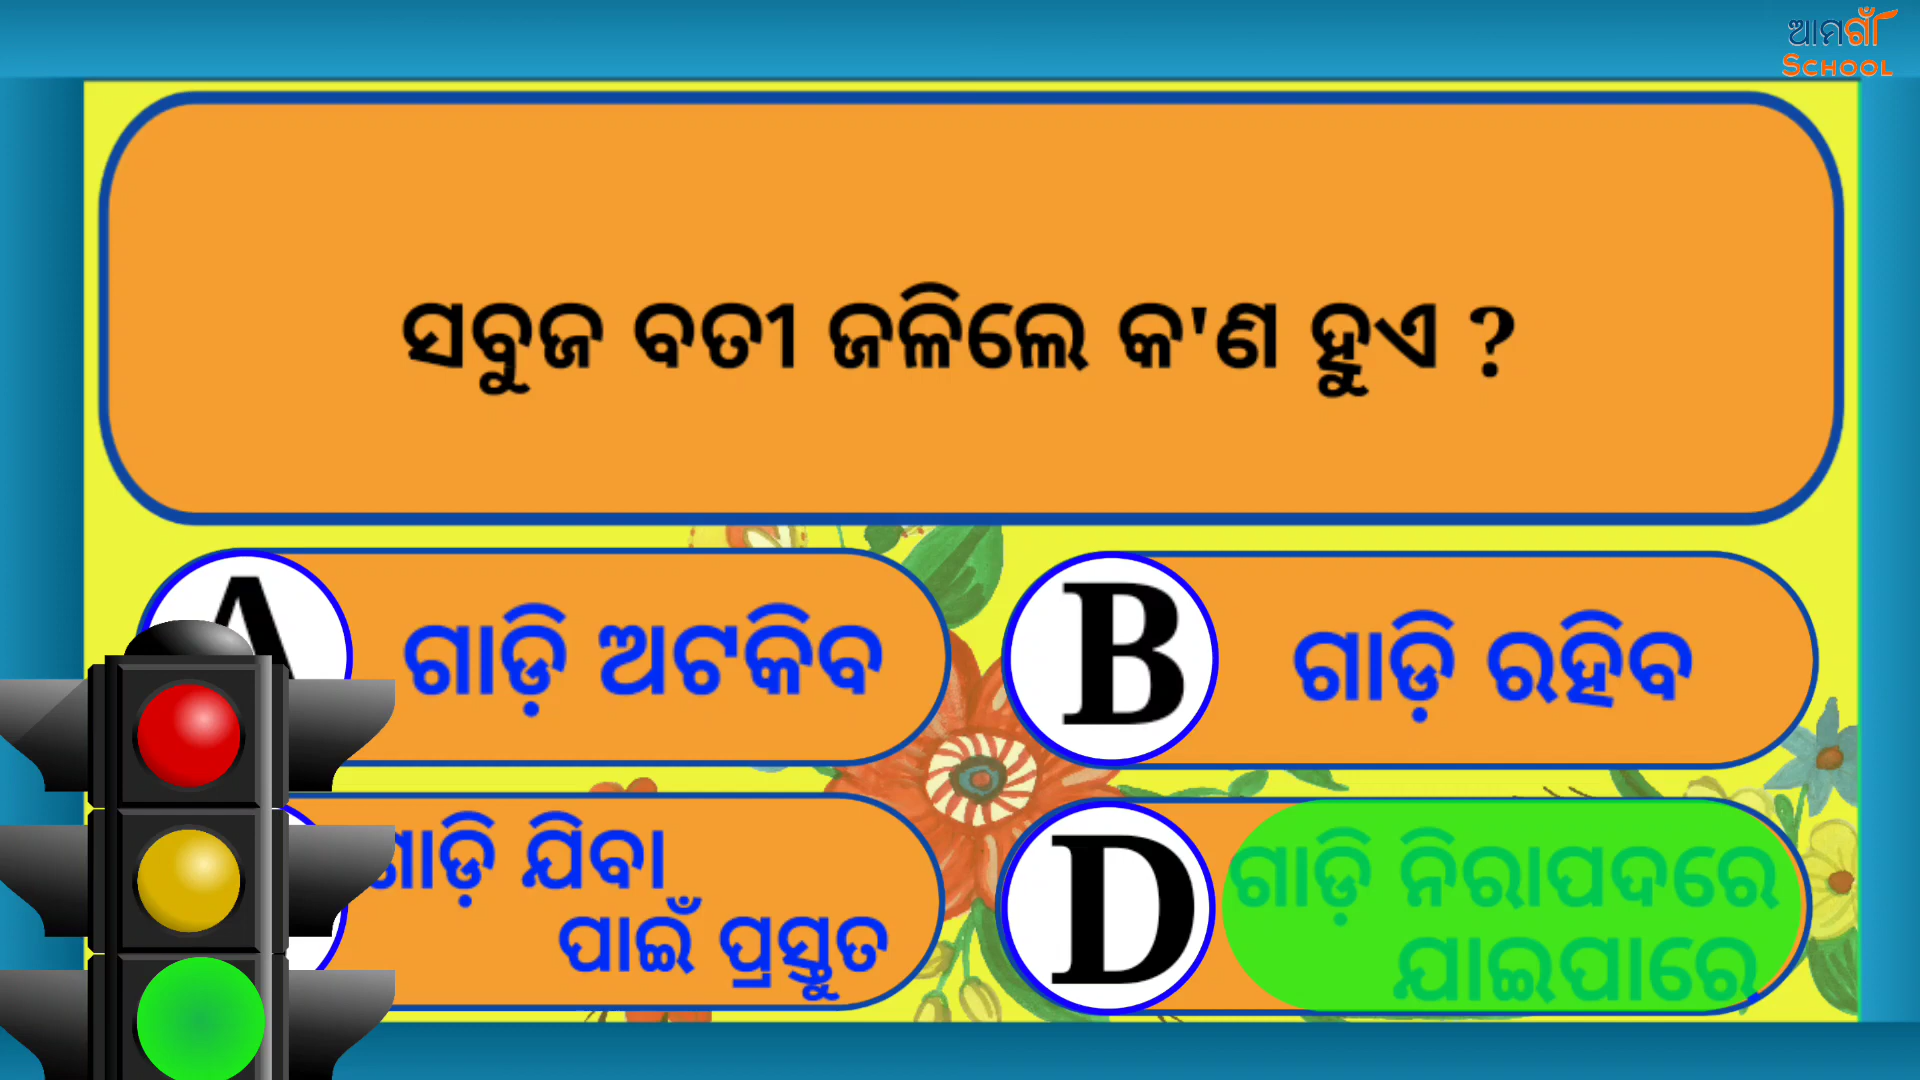 ଆମଗାଁ
SCHOOL
ସବୁଜ ବତୀ ଜଳିଲେ କ'ଣ ହୁଏ ?
A
ଗାଡ଼ି ଅଟକିବ
B
ଗାଡ଼ି ରହିବ
ଗାଡ଼ି ଯିବା
ପାଇଁ ପ୍ରସ୍ତୁତ
D
ଗାଡ଼ି ନିରାପଦରେ
ଯାଇପାରେ